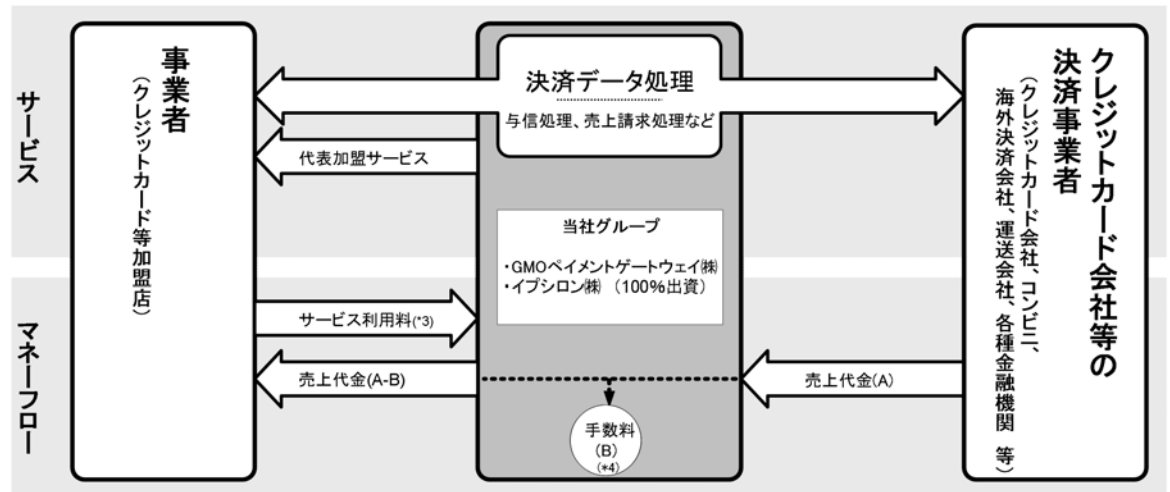 サービス
マネーフロー
事業者
（クレジットカード等加盟店）
決済データ処理
与信処理、売上請求処理など
代表加盟サービス
当社グループ
・GMOペイメントゲートウェイ㈱
・イプシロン㈱ （100%出資）
サービス利用料(*3)
売上代金(A-B)
売上代金(A)
手数料
（B）
(*4)
クレジットカード会社等の
決済事業者
（クレジットカード会社、コンビニ、
海外決済会社、運送会社、各種金融機関 等）